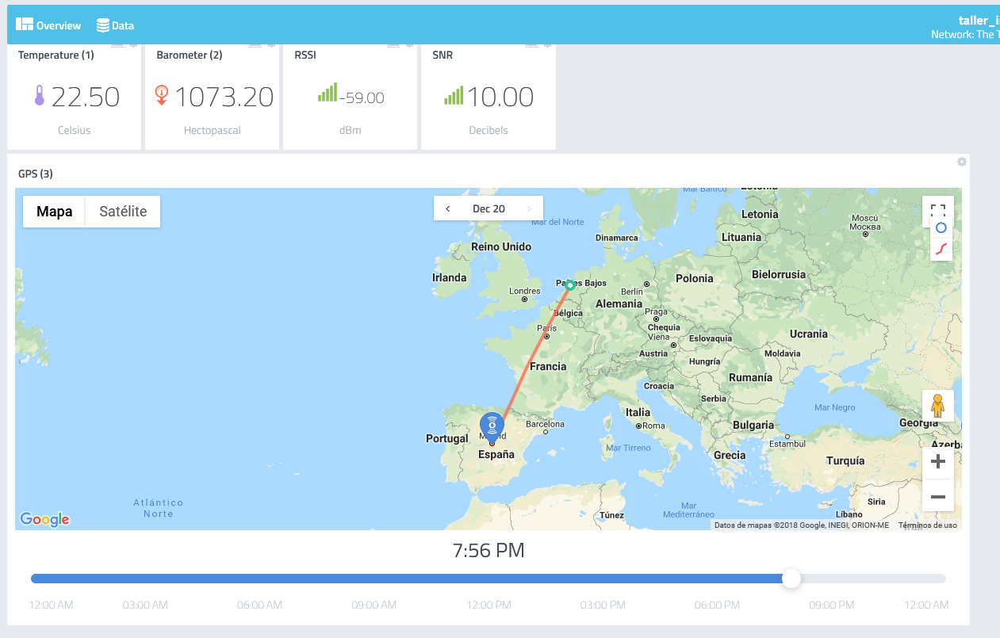 Overview
Data
taller_i
Network: The T
Temperature (1)
Barometer (2)
RSSI
SNR
22.50
1073.20
-59.00
10.00
Celsius
Hectopascal
dBm
Decibels
GPS (3)
Mapa
Satélite
Dec 20
Mar Báltico
Estonia
Mar del Norte
Letonia
Moscú
Москва
Dinamarca
Lituania
Reino Unido
Irlanda
Bielorrusia
Países Bajos
Polonia
Londres
Berlín
Alemania
Bélgica
Praga
París
Chequia
Ucrania
Viena
Eslovaquia
Austria
Moldavia
Hungría
Francia
Rumanía
Croacia
Serbia
Mar Negro
Italia
Barcelona
Roma
Bulgaria
Georgia
Portugal
Madrid
Estambul
Azerba
España
Mar Tirreno
Grecia
Turquía
Atlántico
Norte
Siria
Mar
Mediterráneo
Túnez
Líbano
Google
Datos de mapas ©2018 Google, INEGI, ORION-ME
Términos de uso
7:56 PM
12:00 AM
03:00 AM
06:00 AM
09:00 AM
12:00 PM
03:00 PM
06:00 PM
09:00 PM
12:00 AM